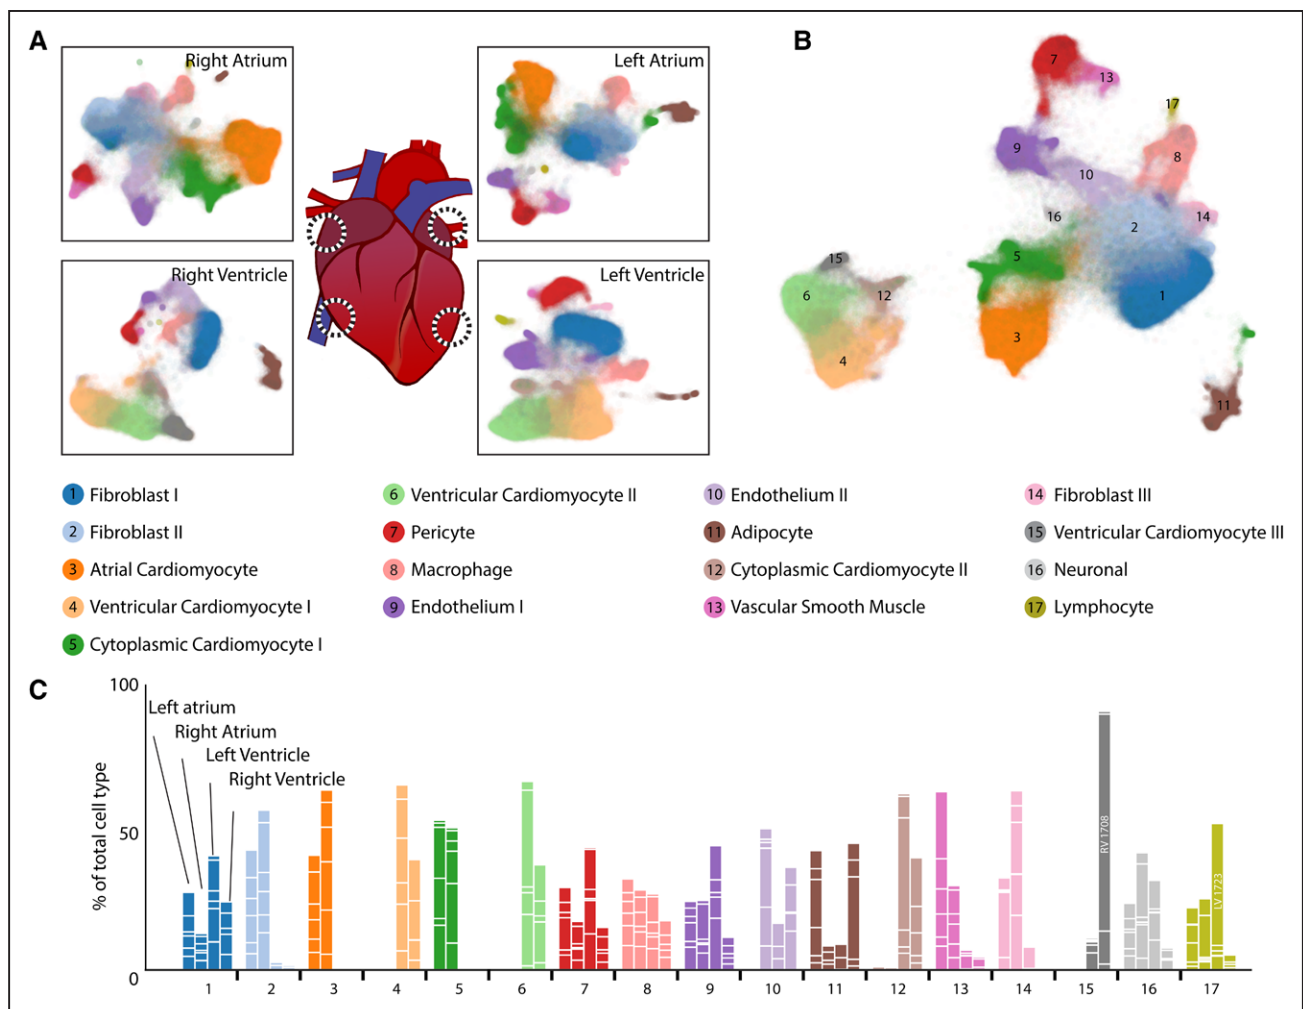 A
B
Right Atrium
Left Atrium
Right Ventricle
Left Ventricle
7
13
17
9
8
10
16
14
2
15
5
6
12
1
3
4
11
1 Fibroblast I
2 Fibroblast II
3 Atrial Cardiomyocyte
4 Ventricular Cardiomyocyte I
5 Cytoplasmic Cardiomyocyte I
6 Ventricular Cardiomyocyte II
7 Pericyte
8 Macrophage
9 Endothelium I
10 Endothelium II
11 Adipocyte
12 Cytoplasmic Cardiomyocyte II
13 Vascular Smooth Muscle
14 Fibroblast III
15 Ventricular Cardiomyocyte III
16 Neuronal
17 Lymphocyte
C
100
50
0
% of total cell type
Left atrium
Right Atrium
Left Ventricle
Right Ventricle
RV 1708
LV 1723
1 2 3 4 5 6 7 8 9 10 11 12 13 14 15 16 17